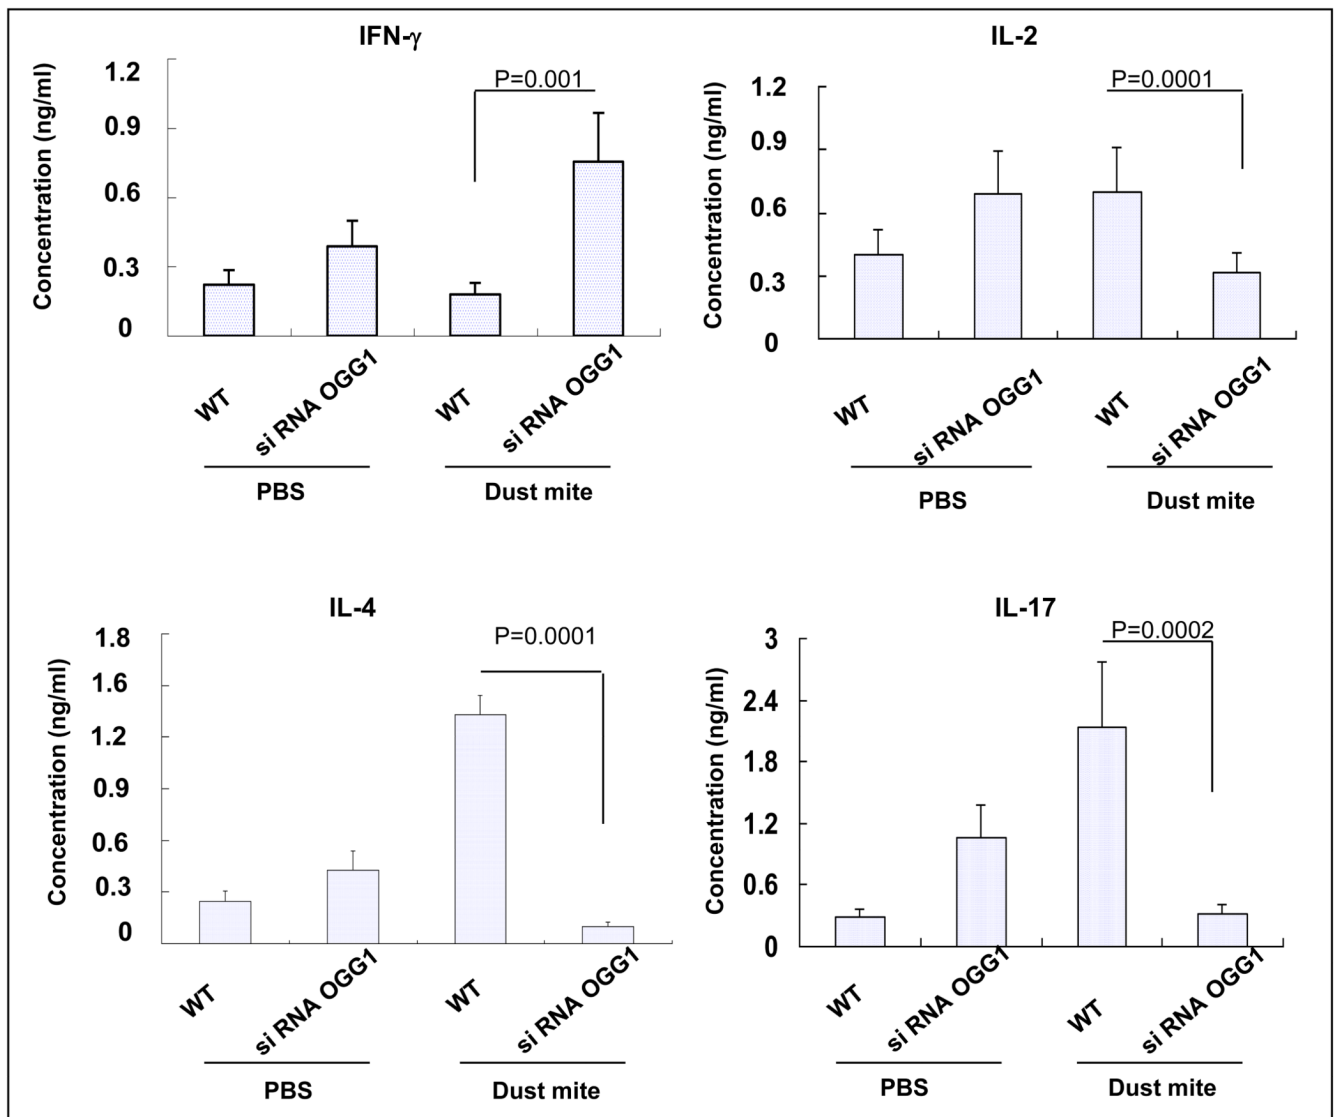 IFN-γ
P=0.001
Concentration (ng/ml)
1.2
0.9
0.6
0.3
0
WT
si RNA OGG1
WT
si RNA OGG1
PBS
Dust mite
IL-2
P=0.0001
Concentration (ng/ml)
1.2
0.9
0.6
0.3
0
WT
si RNA OGG1
WT
si RNA OGG1
PBS
Dust mite
IL-4
P=0.0001
Concentration (ng/ml)
1.8
1.6
1.2
0.9
0.6
0.3
0
WT
si RNA OGG1
WT
si RNA OGG1
PBS
Dust mite
IL-17
P=0.0002
Concentration (ng/ml)
3
2.4
1.8
1.2
0.6
0
WT
si RNA OGG1
WT
si RNA OGG1
PBS
Dust mite